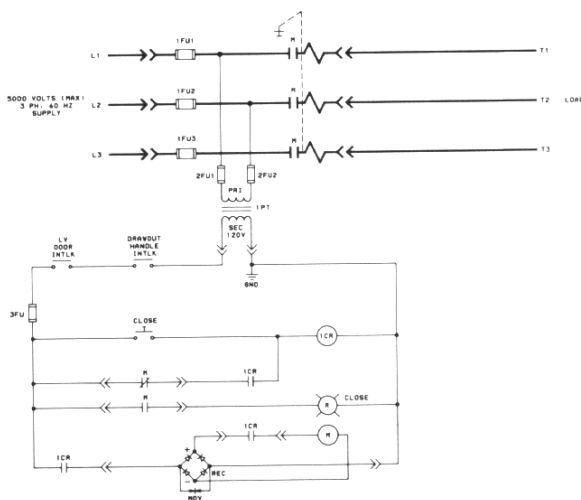 1FU1
M
L1
T1
5000 VOLTS (MAX)
3 PH. 60 HZ
SUPPLY
1FU2
M
L2
T2
LOAD
1FU3
M
L3
T3
2FU1
2FU2
PRI
1PT
SEC
120V
LV
DOOR
INTLK
DRAWOUT
HANDLE
INTLK
GND
3FU
CLOSE
1CR
M
1CR
M
R
CLOSE
1CR
M
1CR
+
-
REC
MOV